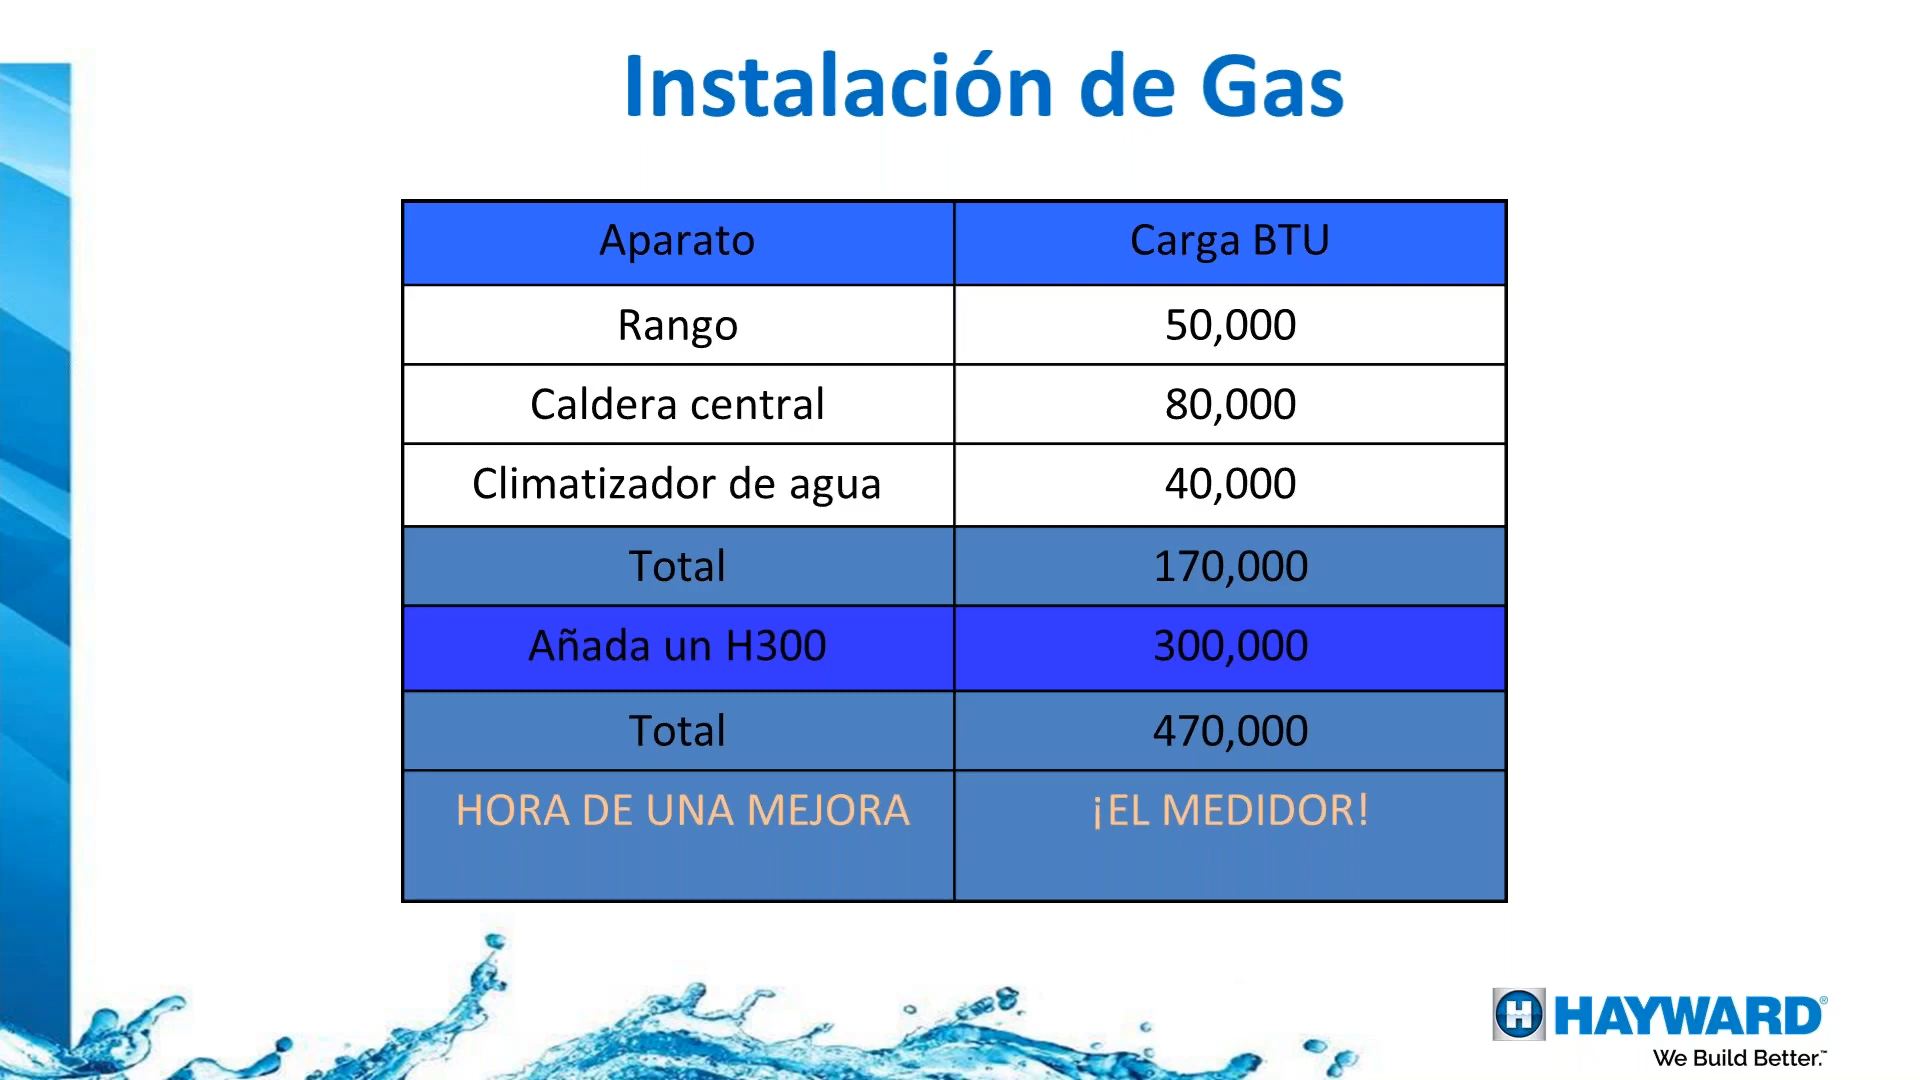 Instalación de Gas
Aparato Carga BTU
Rango 50,000
Caldera central 80,000
Climatizador de agua 40,000
Total 170,000
Añada un H300 300,000
Total 470,000
HORA DE UNA MEJORA ¡EL MEDIDOR!
H HAYWARD®
We Build Better.™